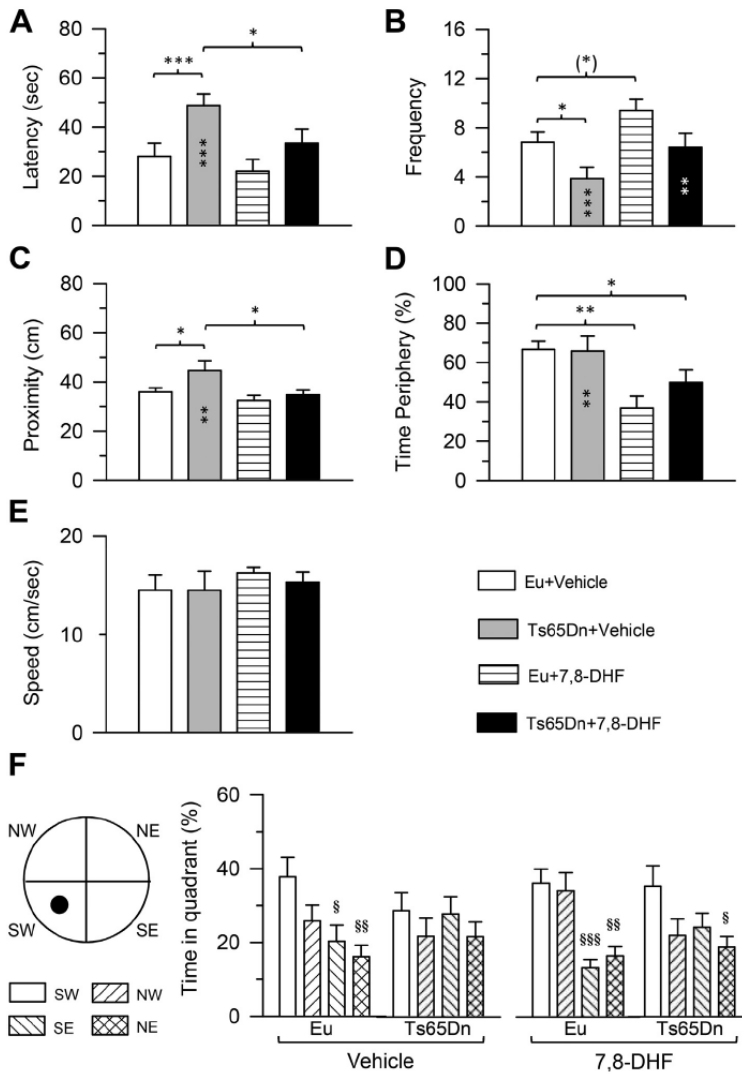 A
Latency (sec)
80
60
40
20
0
***
*
***
B
Frequency
16
12
8
4
0
(*)
*
***
**
C
Proximity (cm)
80
60
40
20
0
*
*
**
D
Time Periphery (%)
100
80
60
40
20
0
*
**
**
E
Speed (cm/sec)
20
10
0
Eu+Vehicle
Ts65Dn+Vehicle
Eu+7,8-DHF
Ts65Dn+7,8-DHF
F
NW NE
SW SE
SW NW
SE NE
Time in quadrant (%)
60
40
20
0
§
§§
§§§
§§
§
Eu Ts65Dn Eu Ts65Dn
Vehicle 7,8-DHF